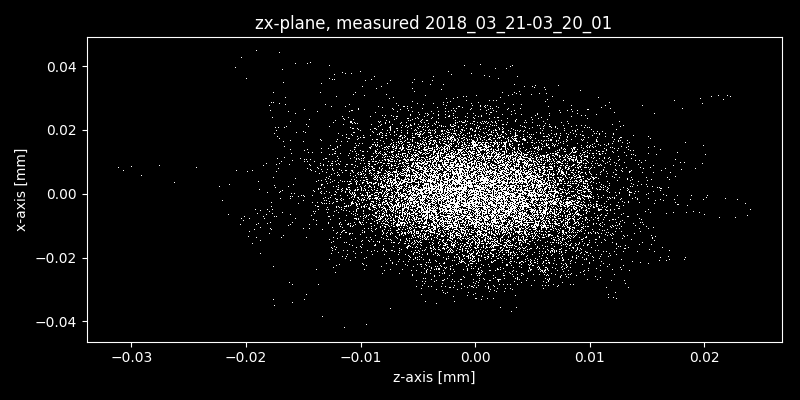 zx-plane, measured 2018_03_21-03_20_01
0.04
0.02
0.00
−0.02
−0.04
x-axis [mm]
−0.03 −0.02 −0.01 0.00 0.01 0.02
z-axis [mm]